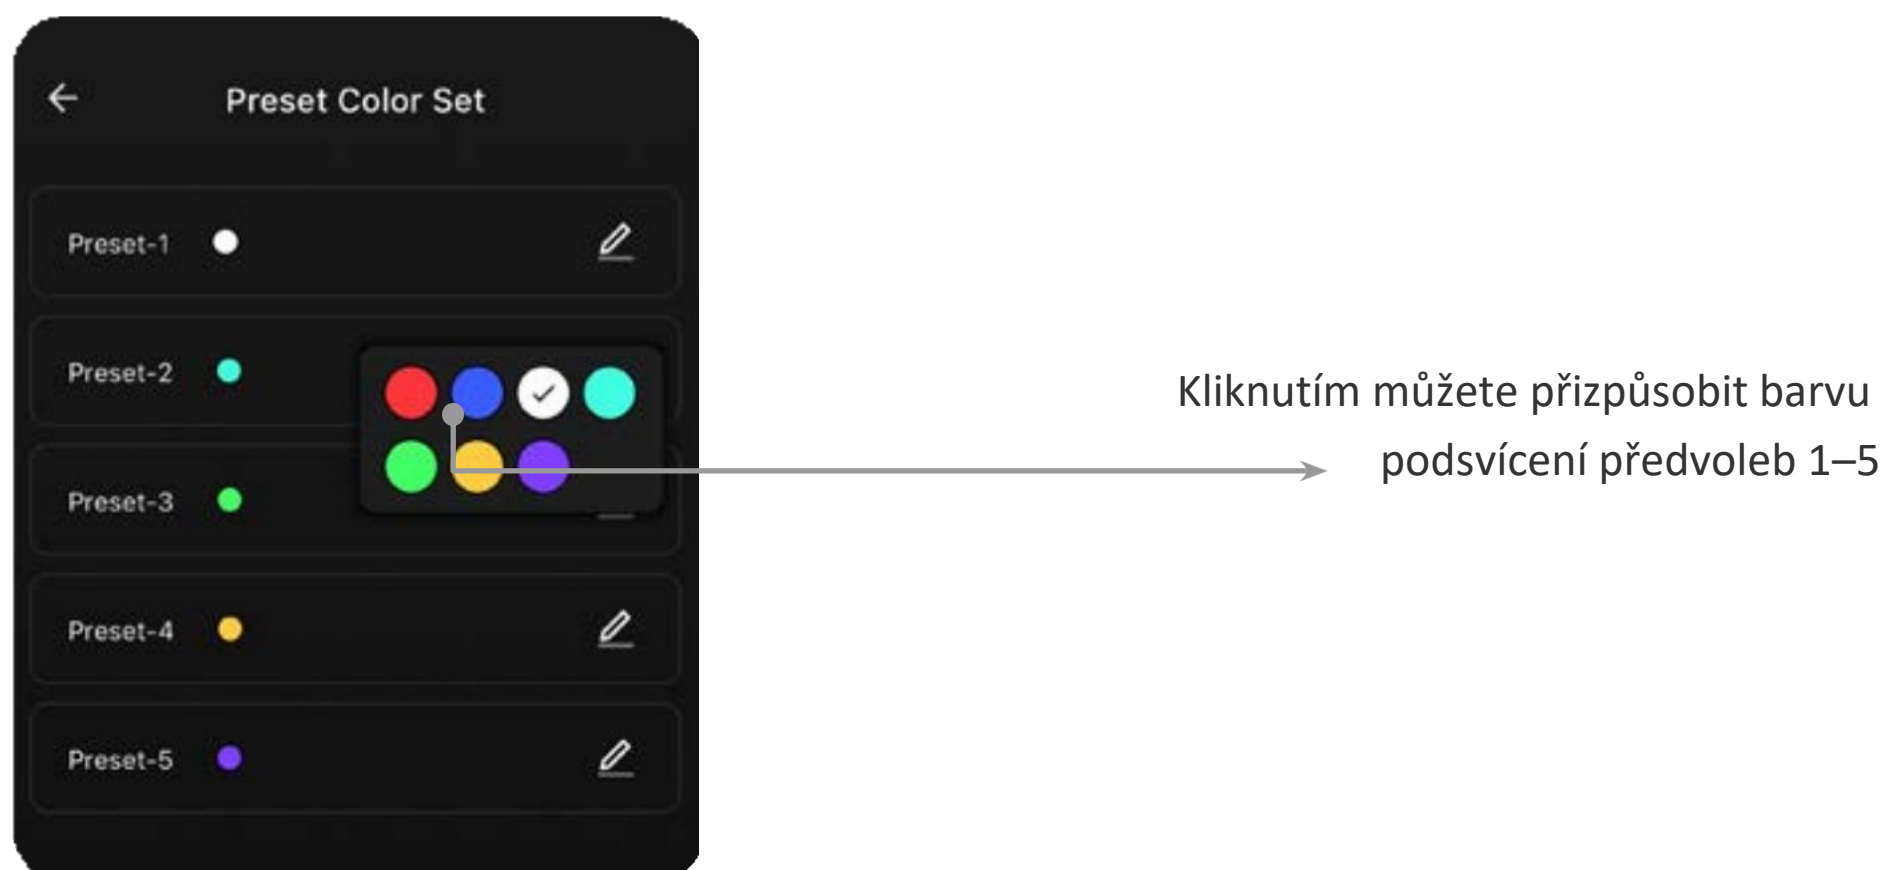 Preset Color Set
Preset-1
Preset-2
Preset-3
Preset-4
Preset-5
Kliknutím můžete přizpůsobit barvu
podsvícení předvoleb 1–5